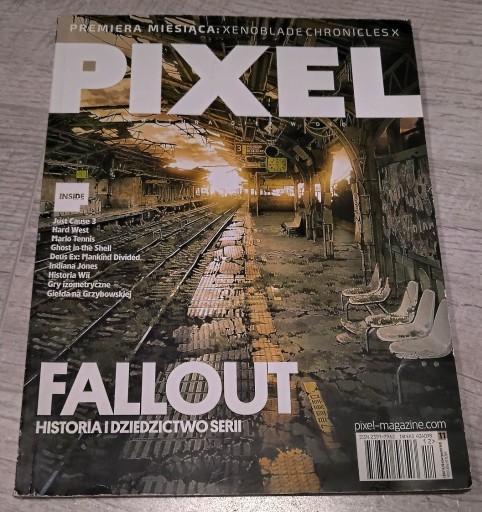 PREMIERA MIESIĄCA: XENOBLADE CHRONICLES X
PIXEL
INSIDE
Just Cause 3
Hard West
Mario Tennis
Ghost in the Shell
Deus Ex: Mankind Divided
Indiana Jones
Historia Wii
Gry izometryczne
Giełda na Grzybowskiej
FALLOUT
HISTORIA I DZIEDZICTWO SERII
pixel-magazine.com